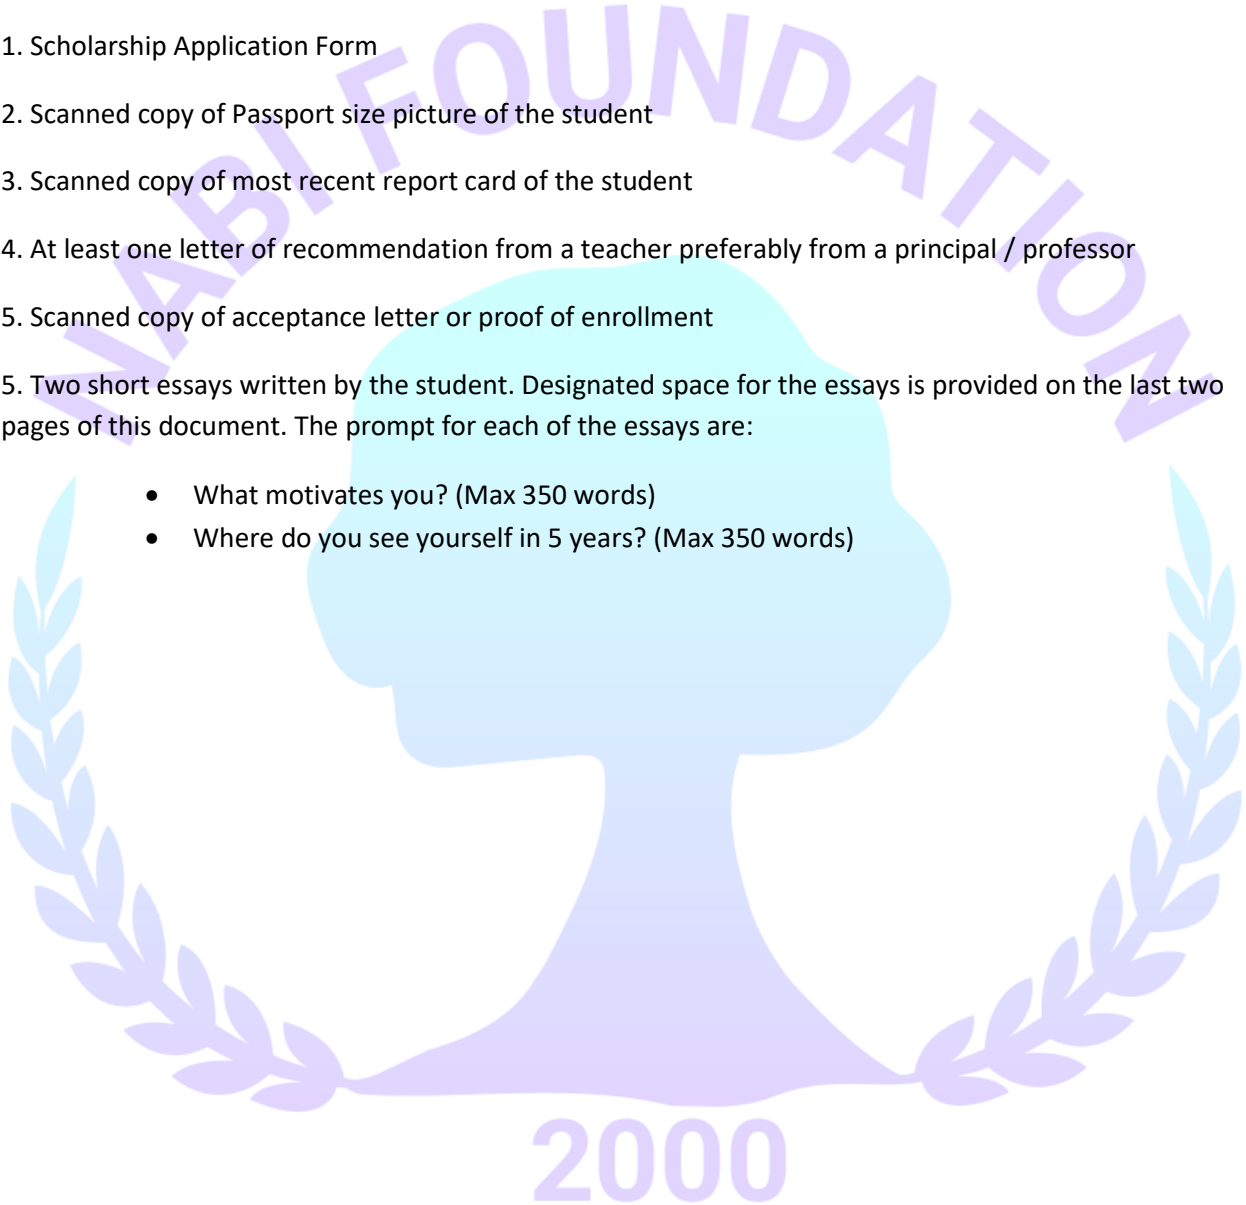 NABI FOUNDATION
1. Scholarship Application Form
2. Scanned copy of Passport size picture of the student
3. Scanned copy of most recent report card of the student
4. At least one letter of recommendation from a teacher preferably from a principal / professor
5. Scanned copy of acceptance letter or proof of enrollment
5. Two short essays written by the student. Designated space for the essays is provided on the last two
pages of this document. The prompt for each of the essays are:
• What motivates you? (Max 350 words)
• Where do you see yourself in 5 years? (Max 350 words)
2000